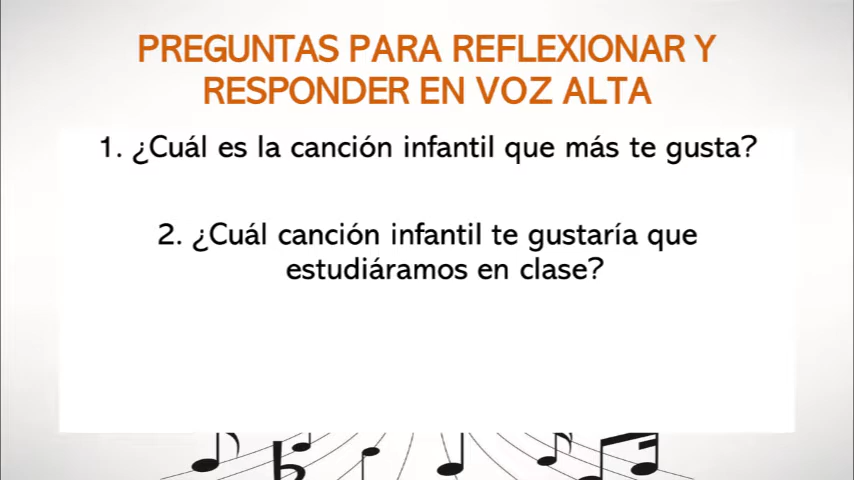 PREGUNTAS PARA REFLEXIONAR Y
RESPONDER EN VOZ ALTA
1. ¿Cuál es la canción infantil que más te gusta?
2. ¿Cuál canción infantil te gustaría que
estudiáramos en clase?